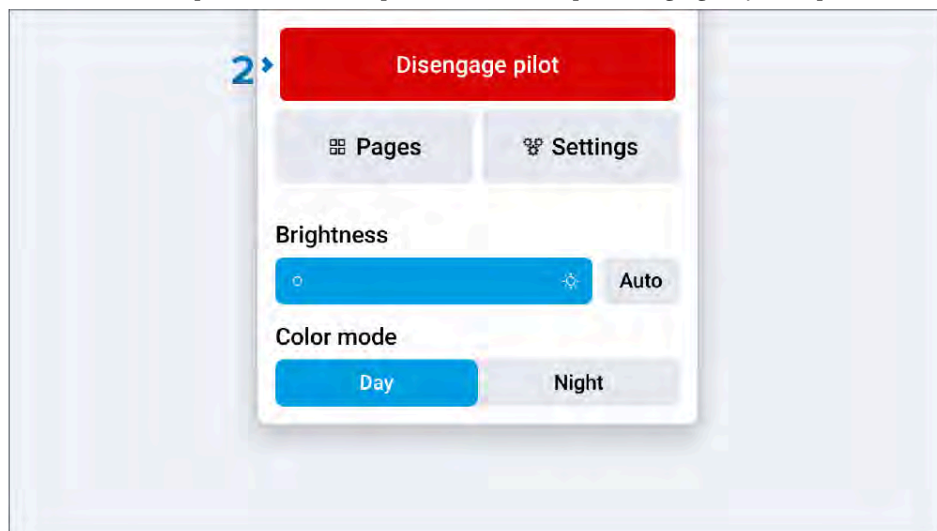 2
Disengage pilot
Pages
Settings
Brightness
Auto
Color mode
Day
Night